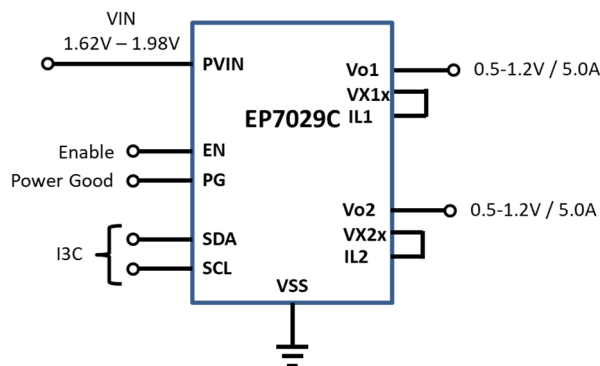 VIN
1.62V – 1.98V
PVIN
Vo1
0.5-1.2V / 5.0A
VX1x
IL1
EP7029C
Enable
EN
Power Good
PG
Vo2
0.5-1.2V / 5.0A
VX2x
IL2
I3C
SDA
SCL
VSS